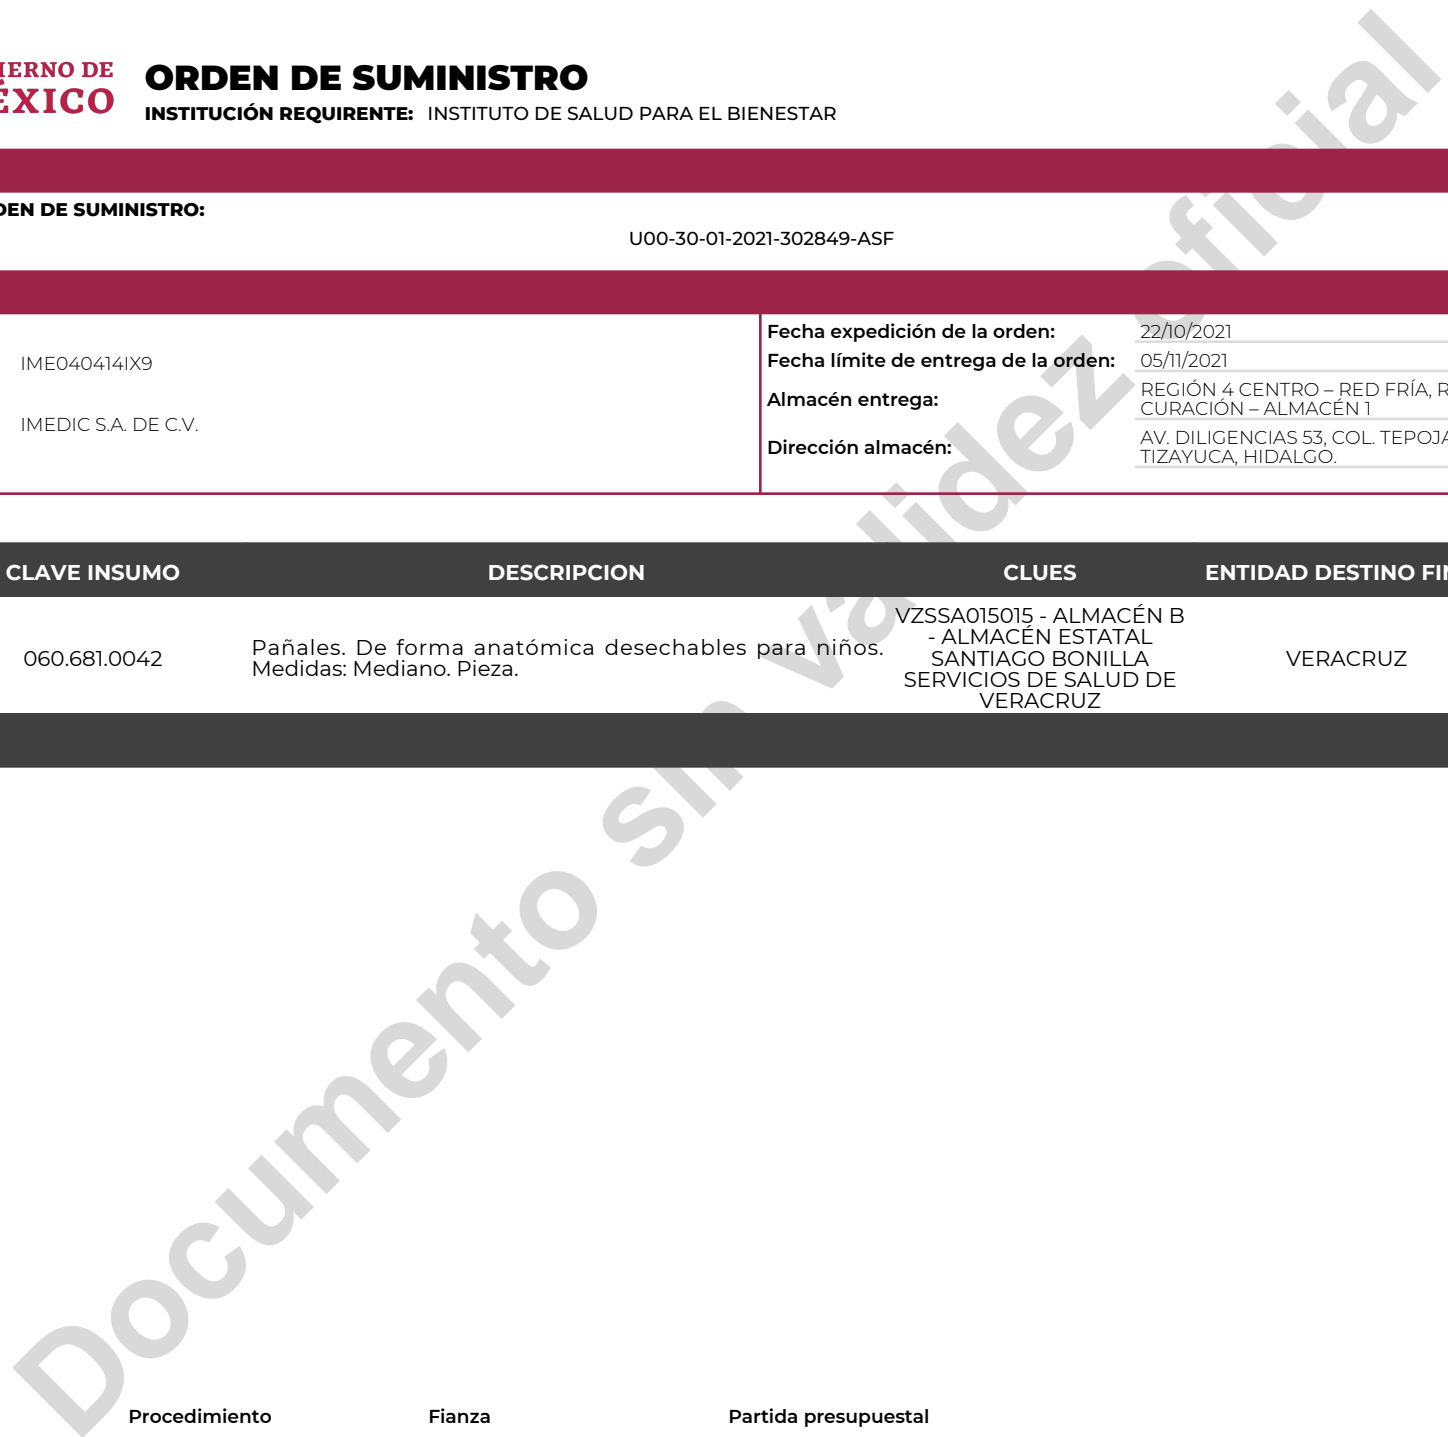 IERNO DE
ÉXICO
ORDEN DE SUMINISTRO
INSTITUCIÓN REQUIRENTE: INSTITUTO DE SALUD PARA EL BIENESTAR
DEN DE SUMINISTRO:
U00-30-01-2021-302849-ASF
IME040414IX9
IMEDIC S.A. DE C.V.
Fecha expedición de la orden: 22/10/2021
Fecha límite de entrega de la orden: 05/11/2021
Almacén entrega: REGIÓN 4 CENTRO – RED FRÍA, R
CURACIÓN – ALMACÉN 1
Dirección almacén: AV. DILIGENCIAS 53, COL. TEPOJA
TIZAYUCA, HIDALGO.
CLAVE INSUMO DESCRIPCION CLUES ENTIDAD DESTINO FIN
060.681.0042
Pañales. De forma anatómica desechables para niños.
Medidas: Mediano. Pieza.
VZSSA015015 - ALMACÉN B
- ALMACÉN ESTATAL
SANTIAGO BONILLA
SERVICIOS DE SALUD DE
VERACRUZ
VERACRUZ
Documento sin validez oficial
Procedimiento Fianza Partida presupuestal